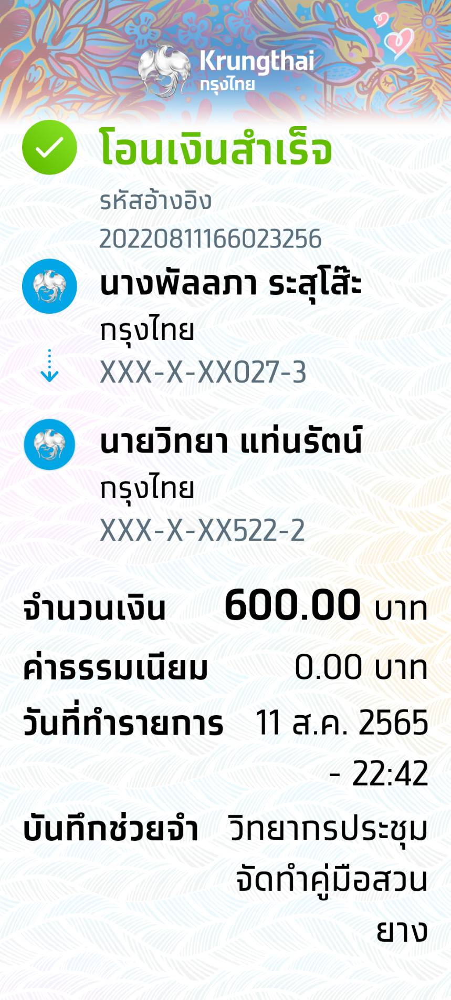 Krungthai
กรุงไทย
โอนเงินสำเร็จ
รหัสอ้างอิง
20220811166023256
นางพัลลภา ระสุโส๊ะ
กรุงไทย
XXX-X-XX027-3
นายวิทยา แท่นรัตน์
กรุงไทย
XXX-X-XX522-2
จำนวนเงิน 600.00 บาท
ค่าธรรมเนียม 0.00 บาท
วันที่ทำรายการ 11 ส.ค. 2565
- 22:42
บันทึกช่วยจำ วิทยากรประชุม
จัดทำคู่มือสวน
ยาง